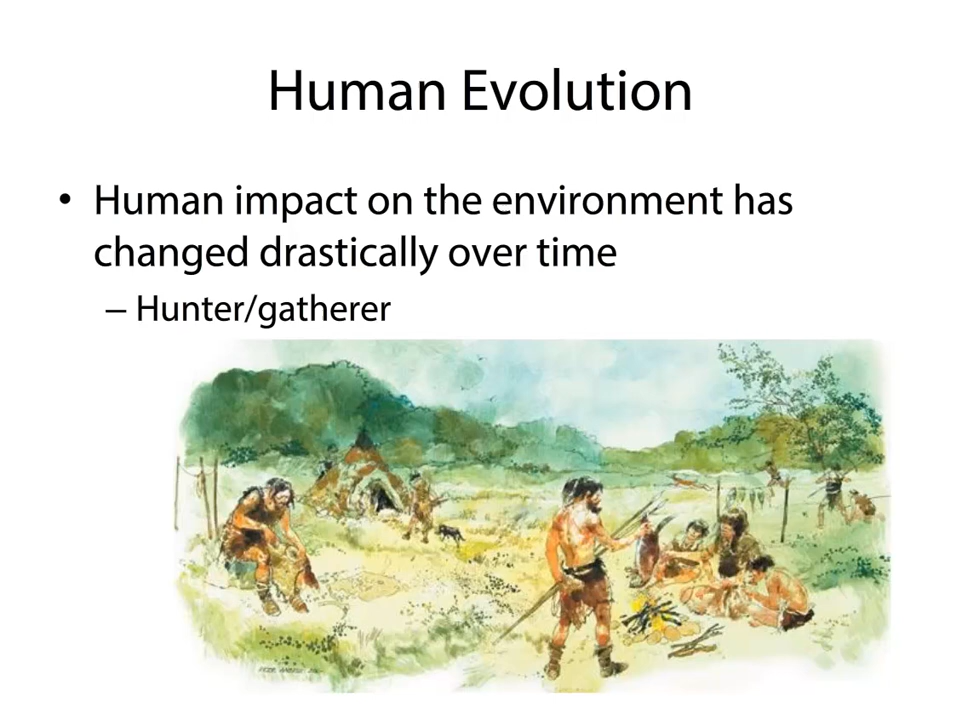 Human Evolution
• Human impact on the environment has
changed drastically over time
– Hunter/gatherer